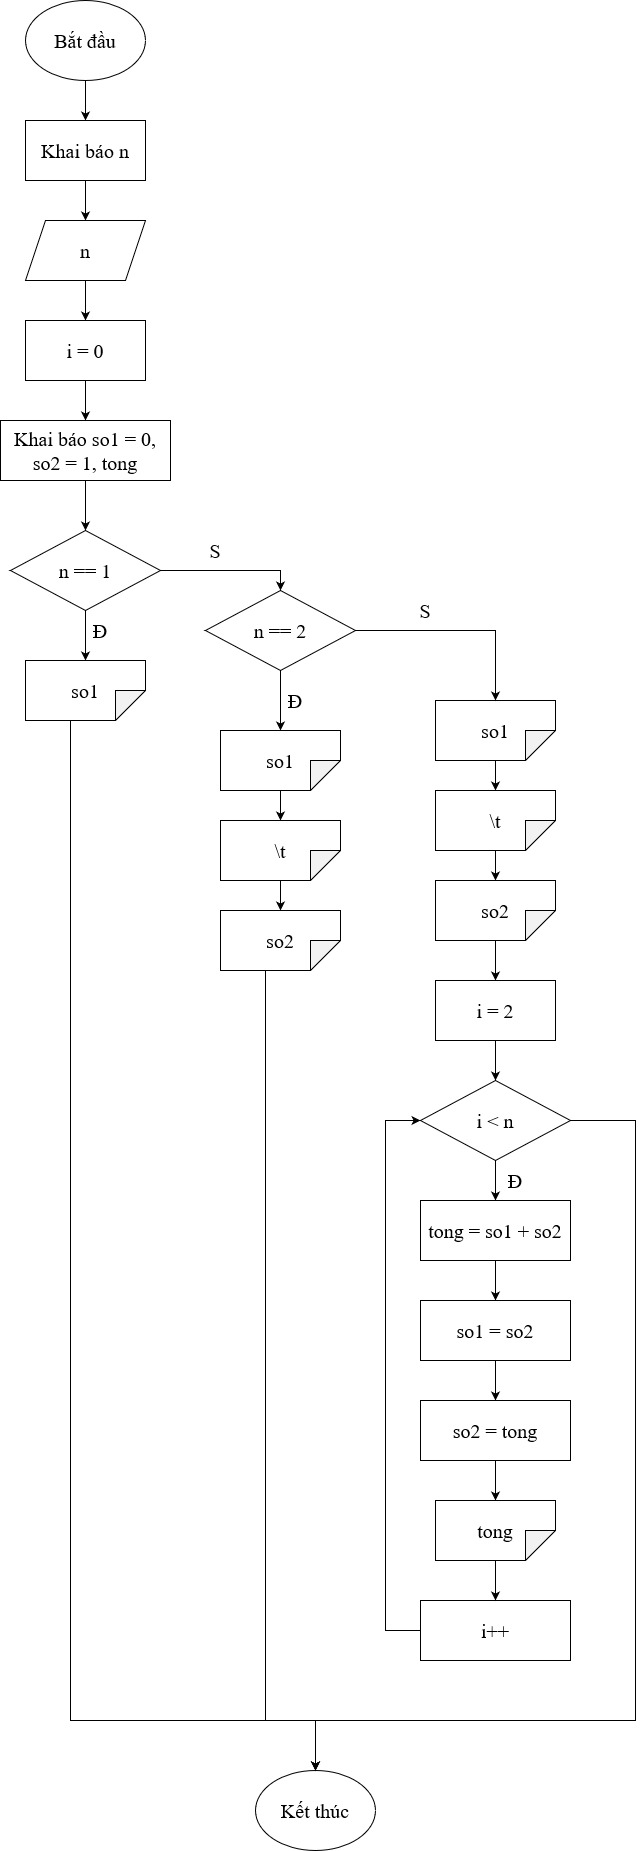 Bắt đầu
Khai báo n
n
i = 0
Khai báo so1 = 0,
so2 = 1, tong
n == 1
S
Đ
so1
n == 2
S
Đ
so1
\t
so2
so1
\t
so2
i = 2
i < n
Đ
tong = so1 + so2
so1 = so2
so2 = tong
tong
i++
Kết thúc